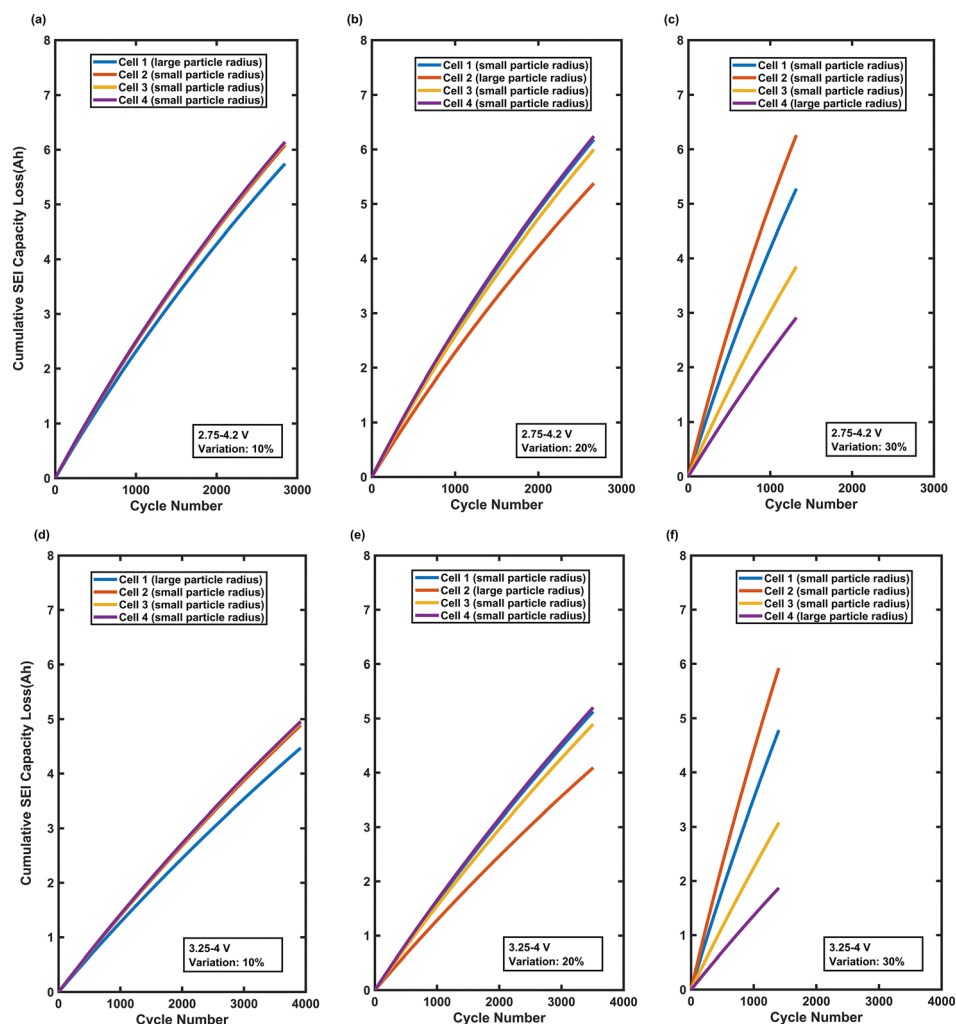 (a)
8
7
6
5
4
3
2
1
0
Cumulative SEI Capacity Loss(Ah)
Cell 1 (large particle radius)
Cell 2 (small particle radius)
Cell 3 (small particle radius)
Cell 4 (small particle radius)
2.75-4.2 V
Variation: 10%
0 1000 2000 3000
Cycle Number
(b)
8
7
6
5
4
3
2
1
0
Cell 1 (small particle radius)
Cell 2 (large particle radius)
Cell 3 (small particle radius)
Cell 4 (small particle radius)
2.75-4.2 V
Variation: 20%
0 1000 2000 3000
Cycle Number
(c)
8
7
6
5
4
3
2
1
0
Cell 1 (small particle radius)
Cell 2 (small particle radius)
Cell 3 (small particle radius)
Cell 4 (large particle radius)
2.75-4.2 V
Variation: 30%
0 1000 2000 3000
Cycle Number
(d)
8
7
6
5
4
3
2
1
0
Cumulative SEI Capacity Loss(Ah)
Cell 1 (large particle radius)
Cell 2 (small particle radius)
Cell 3 (small particle radius)
Cell 4 (small particle radius)
3.25-4 V
Variation: 10%
0 1000 2000 3000 4000
Cycle Number
(e)
8
7
6
5
4
3
2
1
0
Cell 1 (small particle radius)
Cell 2 (large particle radius)
Cell 3 (small particle radius)
Cell 4 (small particle radius)
3.25-4 V
Variation: 20%
0 1000 2000 3000 4000
Cycle Number
(f)
8
7
6
5
4
3
2
1
0
Cell 1 (small particle radius)
Cell 2 (small particle radius)
Cell 3 (small particle radius)
Cell 4 (large particle radius)
3.25-4 V
Variation: 30%
0 1000 2000 3000 4000
Cycle Number